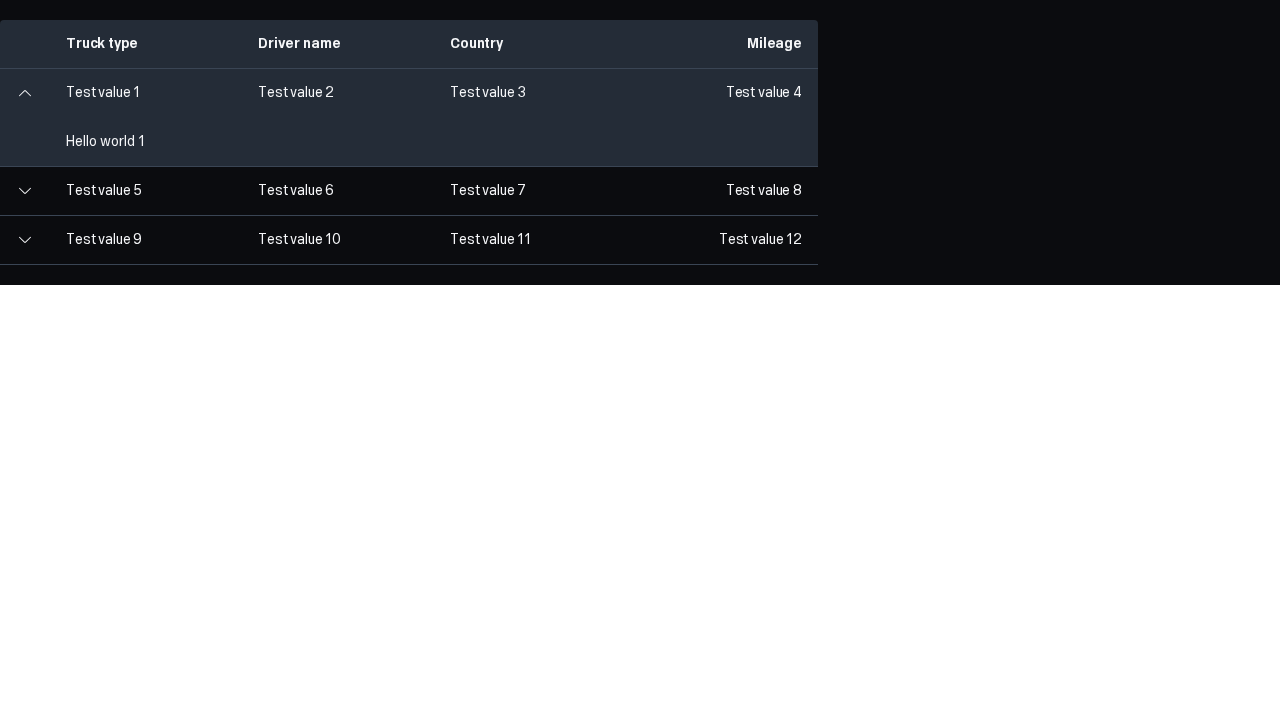 Truck type Driver name Country Mileage
Test value 1 Test value 2 Test value 3 Test value 4
Hello world 1
Test value 5 Test value 6 Test value 7 Test value 8
Test value 9 Test value 10 Test value 11 Test value 12